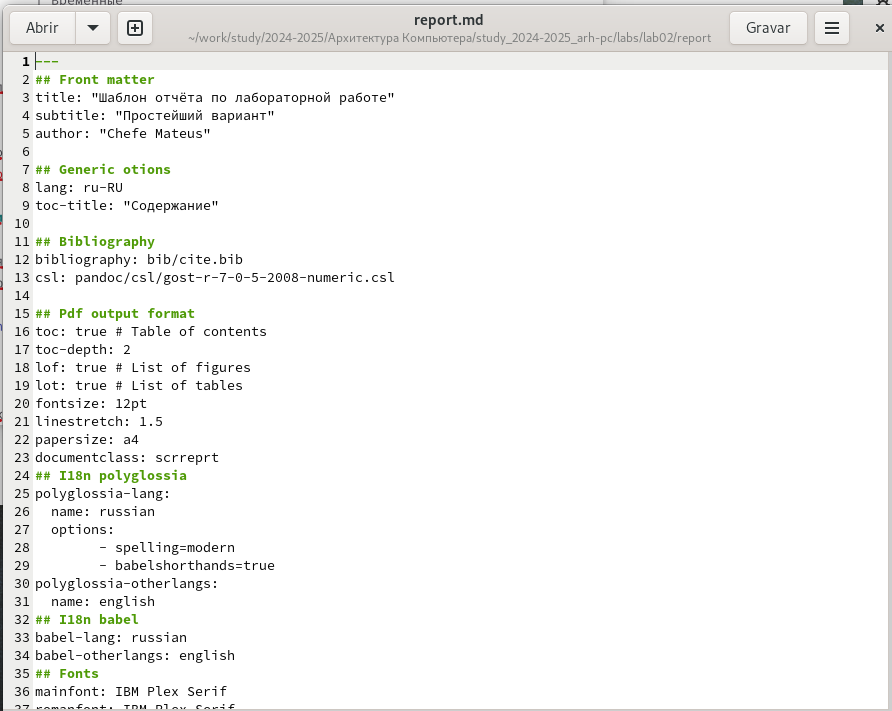 Временные
Abrir
report.md
~/work/study/2024-2025/Архитектура Компьютера/study_2024-2025_arh-pc/labs/lab02/report
Gravar
1 ---
2 ## Front matter
3 title: "Шаблон отчёта по лабораторной работе"
4 subtitle: "Простейший вариант"
5 author: "Chefe Mateus"
6
7 ## Generic otions
8 lang: ru-RU
9 toc-title: "Содержание"
10
11 ## Bibliography
12 bibliography: bib/cite.bib
13 csl: pandoc/csl/gost-r-7-0-5-2008-numeric.csl
14
15 ## Pdf output format
16 toc: true # Table of contents
17 toc-depth: 2
18 lof: true # List of figures
19 lot: true # List of tables
20 fontsize: 12pt
21 linestretch: 1.5
22 papersize: a4
23 documentclass: scrreprt
24 ## I18n polyglossia
25 polyglossia-lang:
26   name: russian
27   options:
28         - spelling=modern
29         - babelshorthands=true
30 polyglossia-otherlangs:
31   name: english
32 ## I18n babel
33 babel-lang: russian
34 babel-otherlangs: english
35 ## Fonts
36 mainfont: IBM Plex Serif
37 romanfont: IBM Plex Serif